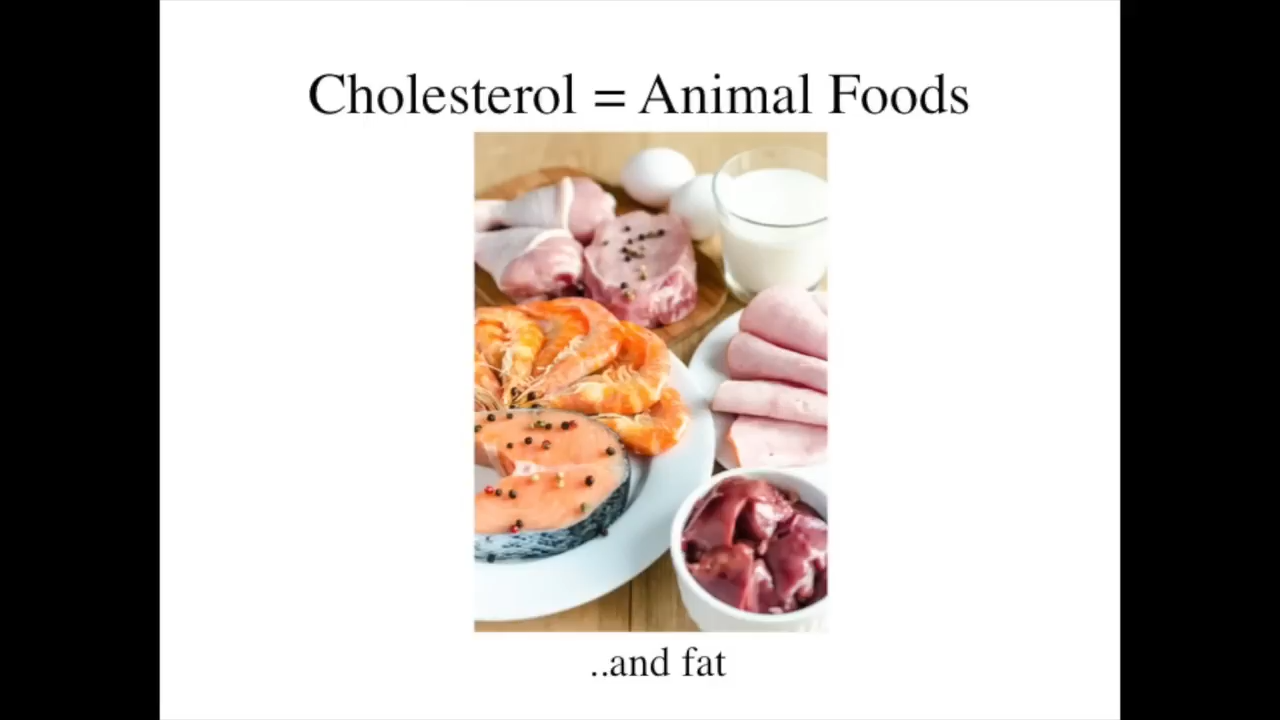 Cholesterol = Animal Foods
..and fat